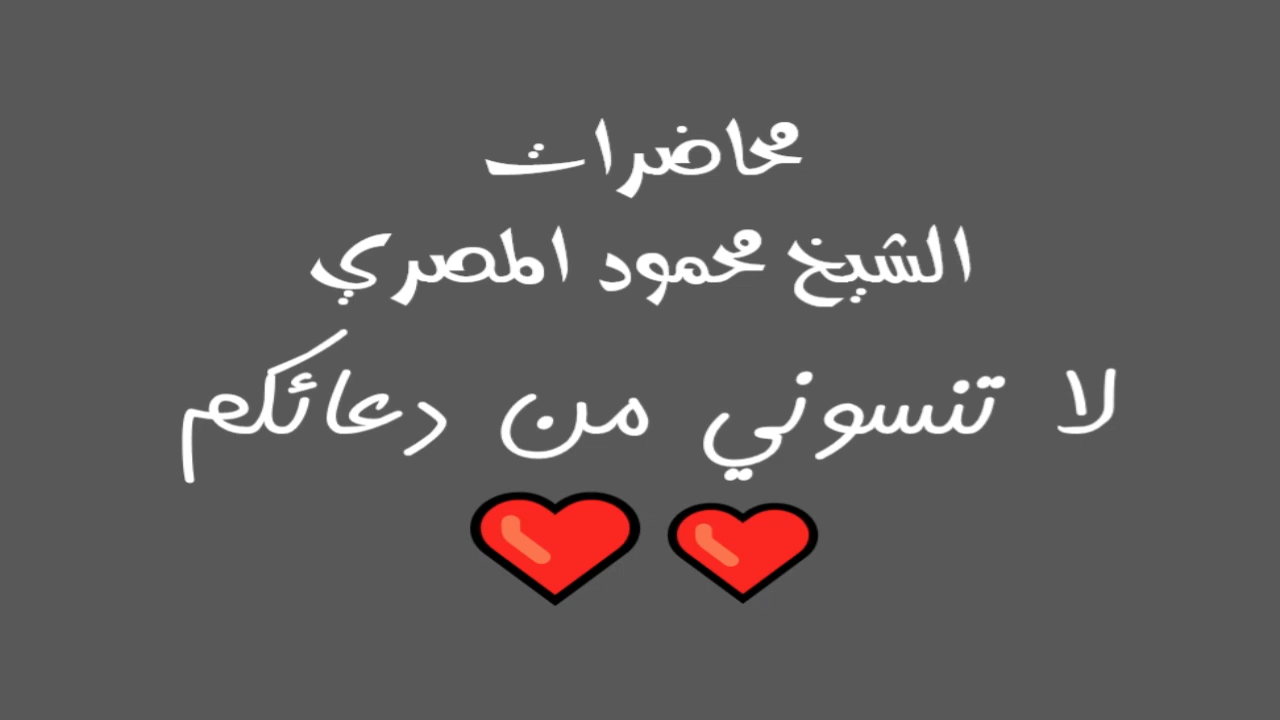 محاضرات
الشيخ محمود المصري
لا تنسوني من دعائكم